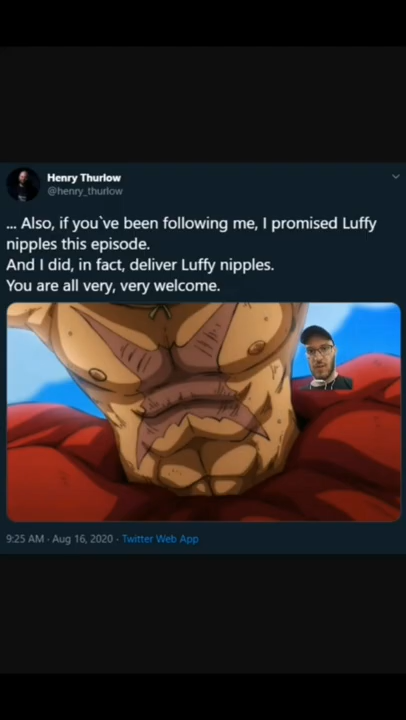 Henry Thurlow
@henry_thurlow
... Also, if you`ve been following me, I promised Luffy
nipples this episode.
And I did, in fact, deliver Luffy nipples.
You are all very, very welcome.
9:25 AM · Aug 16, 2020 · Twitter Web App